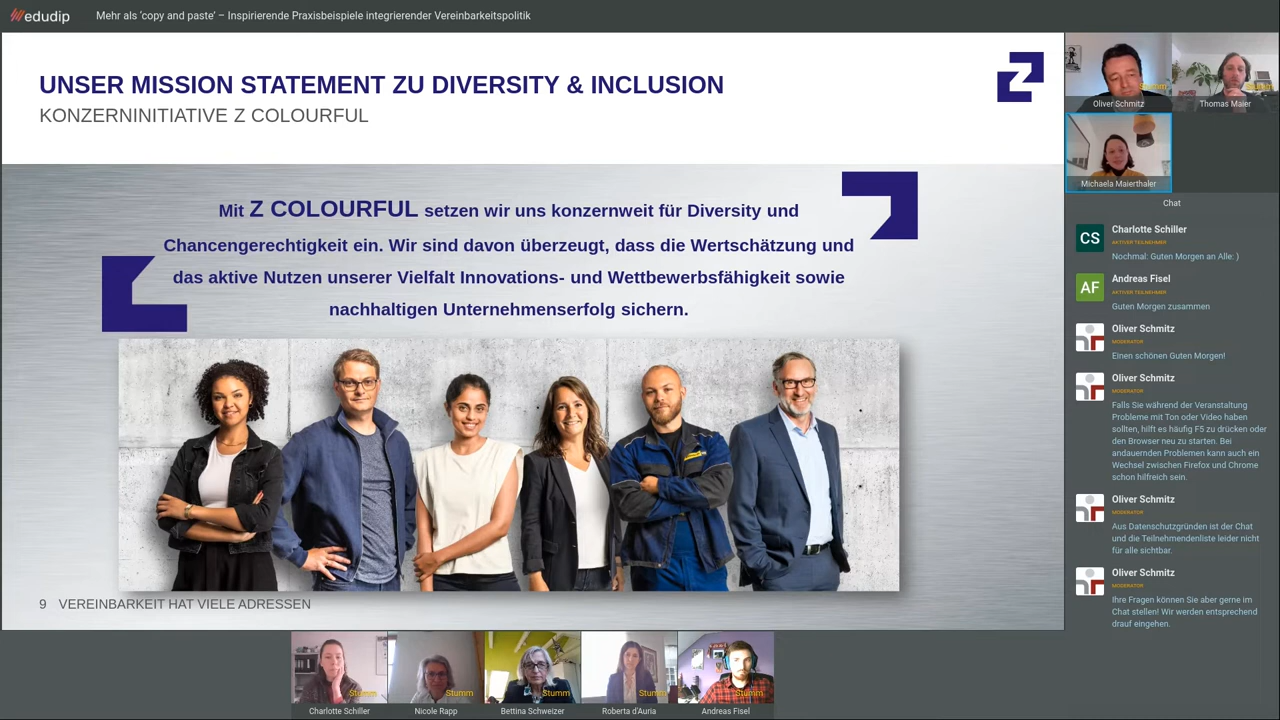 edudip
Mehr als ‘copy and paste’ – Inspirierende Praxisbeispiele integrierender Vereinbarkeitspolitik
UNSER MISSION STATEMENT ZU DIVERSITY & INCLUSION
KONZERNINITIATIVE Z COLOURFUL
Mit Z COLOURFUL setzen wir uns konzernweit für Diversity und
Chancengerechtigkeit ein. Wir sind davon überzeugt, dass die Wertschätzung und
das aktive Nutzen unserer Vielfalt Innovations- und Wettbewerbsfähigkeit sowie
nachhaltigen Unternehmenserfolg sichern.
9 VEREINBARKEIT HAT VIELE ADRESSEN
Stumm
Oliver Schmitz
Stumm
Thomas Maier
Michaela Maierthaler
Chat
CS
Charlotte Schiller
AKTIVER TEILNEHMER
Nochmal: Guten Morgen an Alle: )
AF
Andreas Fisel
AKTIVER TEILNEHMER
Guten Morgen zusammen
Oliver Schmitz
MODERATOR
Einen schönen Guten Morgen!
Oliver Schmitz
MODERATOR
Falls Sie während der Veranstaltung
Probleme mit Ton oder Video haben
sollten, hilft es häufig F5 zu drücken oder
den Browser neu zu starten. Bei
andauernden Problemen kann auch ein
Wechsel zwischen Firefox und Chrome
schon hilfreich sein.
Oliver Schmitz
MODERATOR
Aus Datenschutzgründen ist der Chat
und die Teilnehmendenliste leider nicht
für alle sichtbar.
Oliver Schmitz
MODERATOR
Ihre Fragen können Sie aber gerne im
Chat stellen! Wir werden entsprechend
drauf eingehen.
Stumm
Charlotte Schiller
Stumm
Nicole Rapp
Stumm
Bettina Schweizer
Stumm
Roberta d'Auria
Stumm
Andreas Fisel